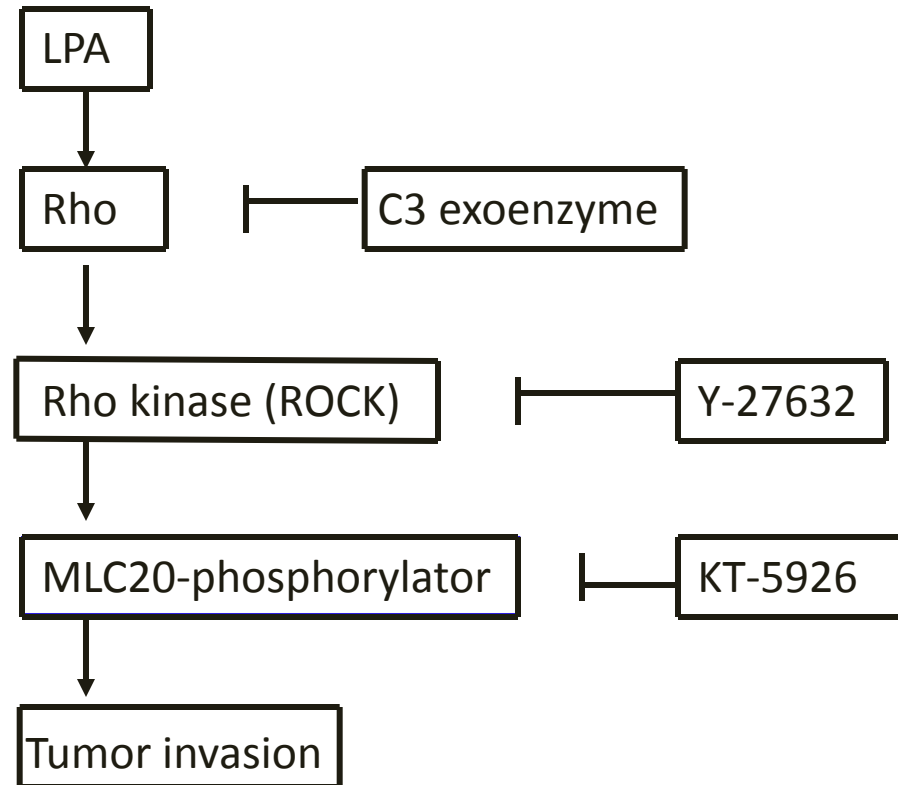 LPA
Rho
C3 exoenzyme
Rho kinase (ROCK)
Y-27632
MLC20-phosphorylator
KT-5926
Tumor invasion